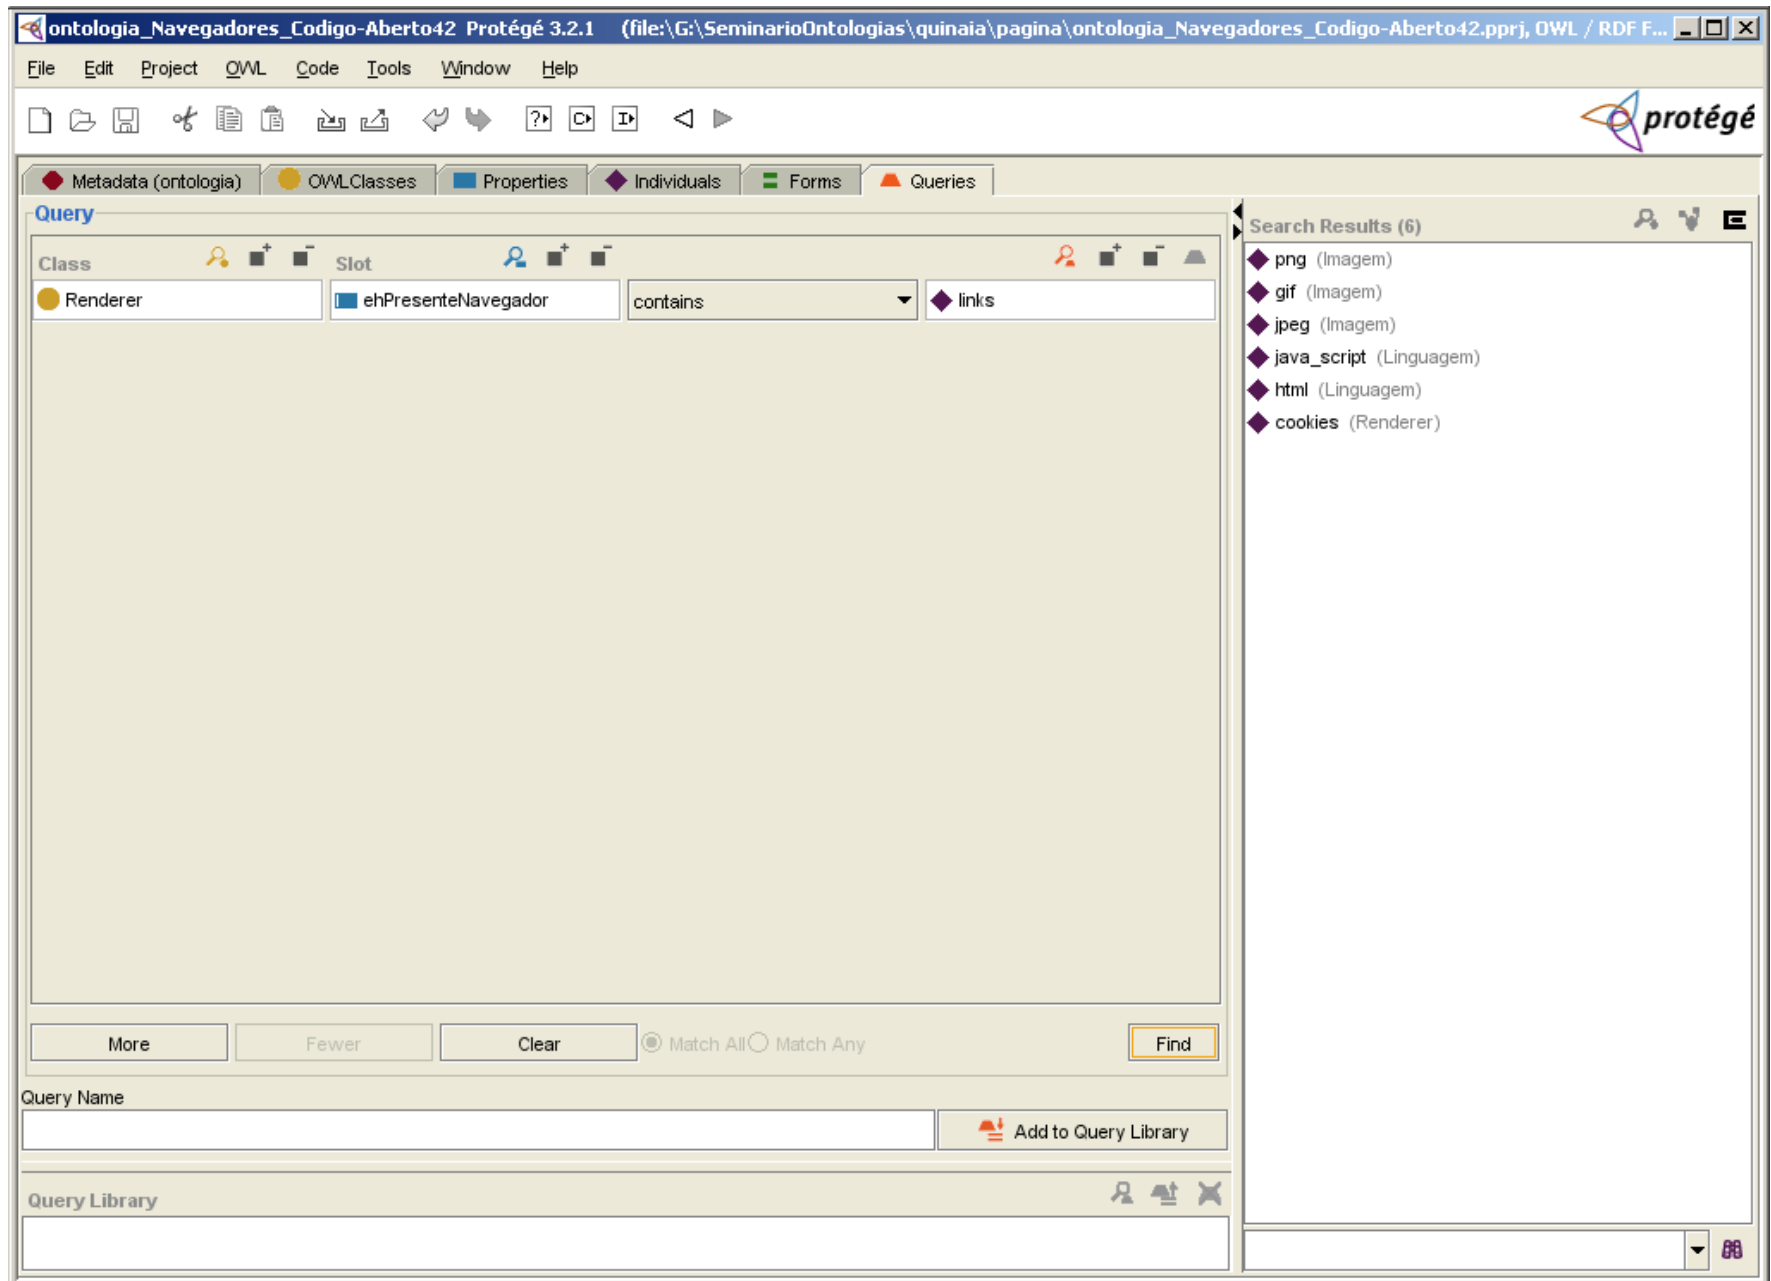 ontologia_Navegadores_Codigo-Aberto42 Protégé 3.2.1 (file:\G:\SeminarioOntologias\quinaia\pagina\ontologia_Navegadores_Codigo-Aberto42.pprj, OWL / RDF F...
File Edit Project OWL Code Tools Window Help
protégé
Metadata (ontologia) OWLClasses Properties Individuals Forms Queries
Query
Class Slot
Renderer ehPresenteNavegador contains links
More Fewer Clear Match All Match Any Find
Query Name
Add to Query Library
Query Library
Search Results (6)
png (Imagem)
gif (Imagem)
jpeg (Imagem)
java_script (Linguagem)
html (Linguagem)
cookies (Renderer)